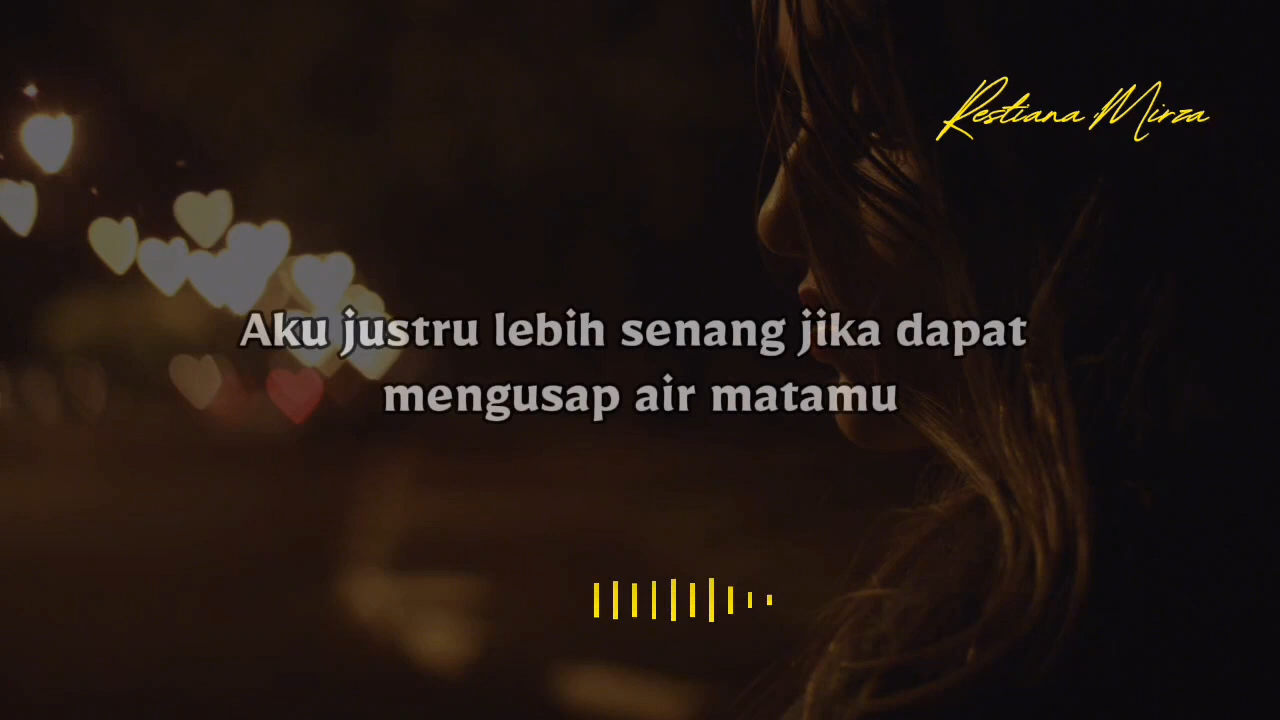 Restiana Mirza
Aku justru lebih senang jika dapat
mengusap air matamu